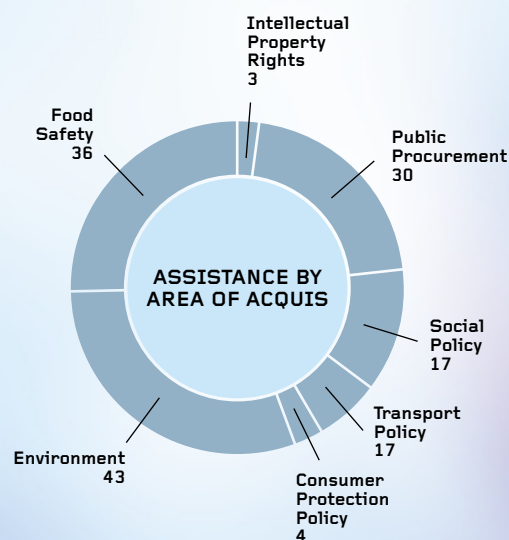 Intellectual
Property
Rights
3
Public
Procurement
30
Social
Policy
17
Transport
Policy
17
Consumer
Protection
Policy
4
Environment
43
Food
Safety
36
ASSISTANCE BY
AREA OF ACQUIS